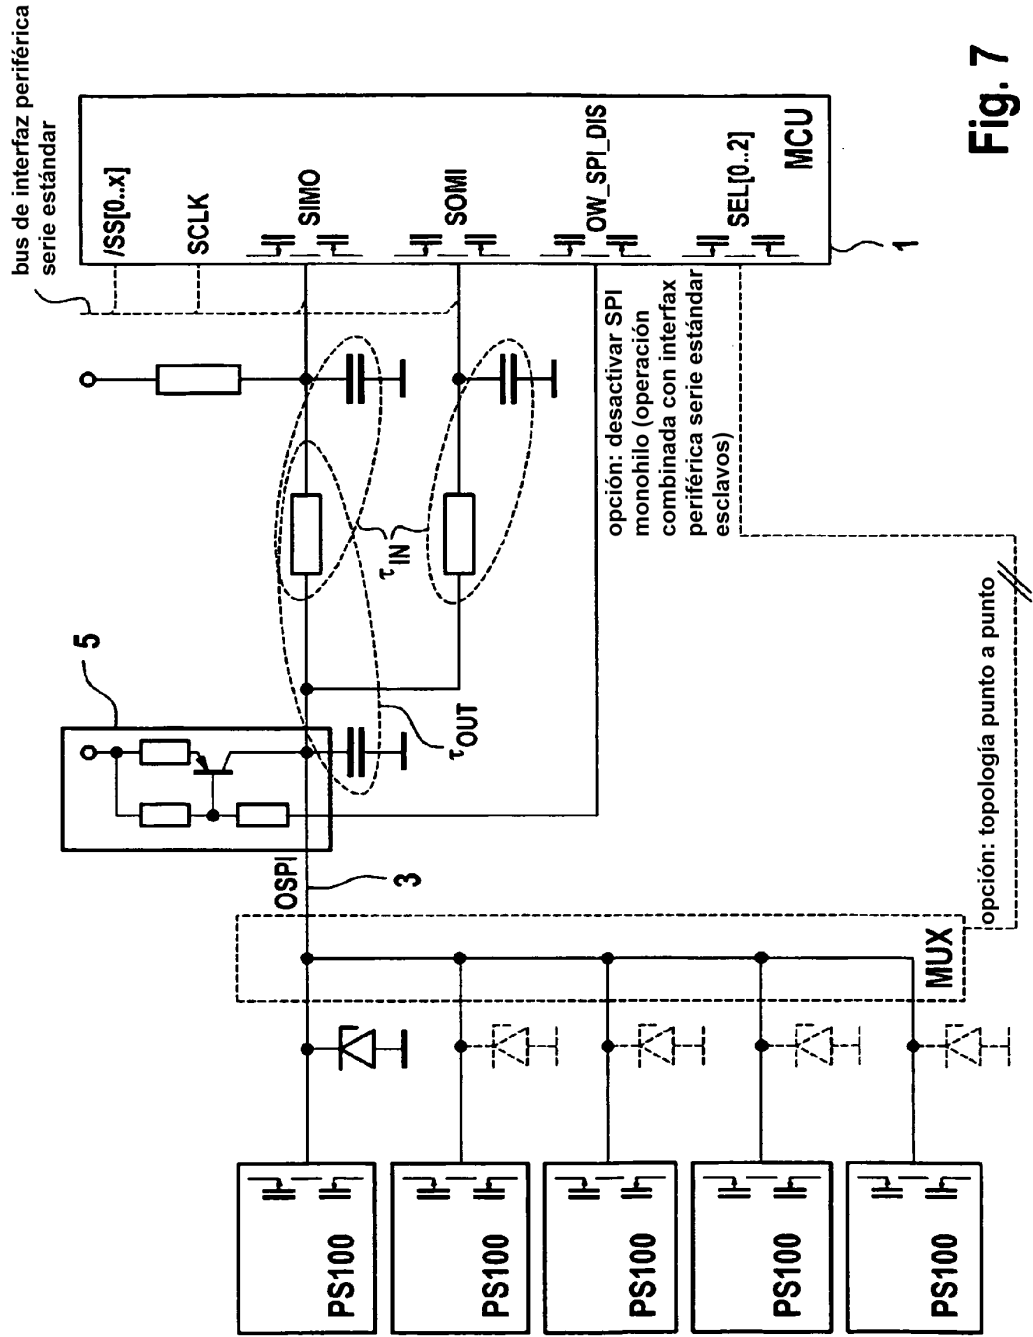 bus de interfaz periférica
serie estándar
/SS[0..x]
SCLK
SIMO
SOMI
OW_SPI_DIS
SEL[0..2]
MCU
1
opción: desactivar SPI
monohilo (operación
combinada con interfax
periférica serie estándar
esclavos)
τIN
τOUT
5
OSPI
3
MUX
opción: topología punto a punto
PS100
PS100
PS100
PS100
PS100
Fig. 7